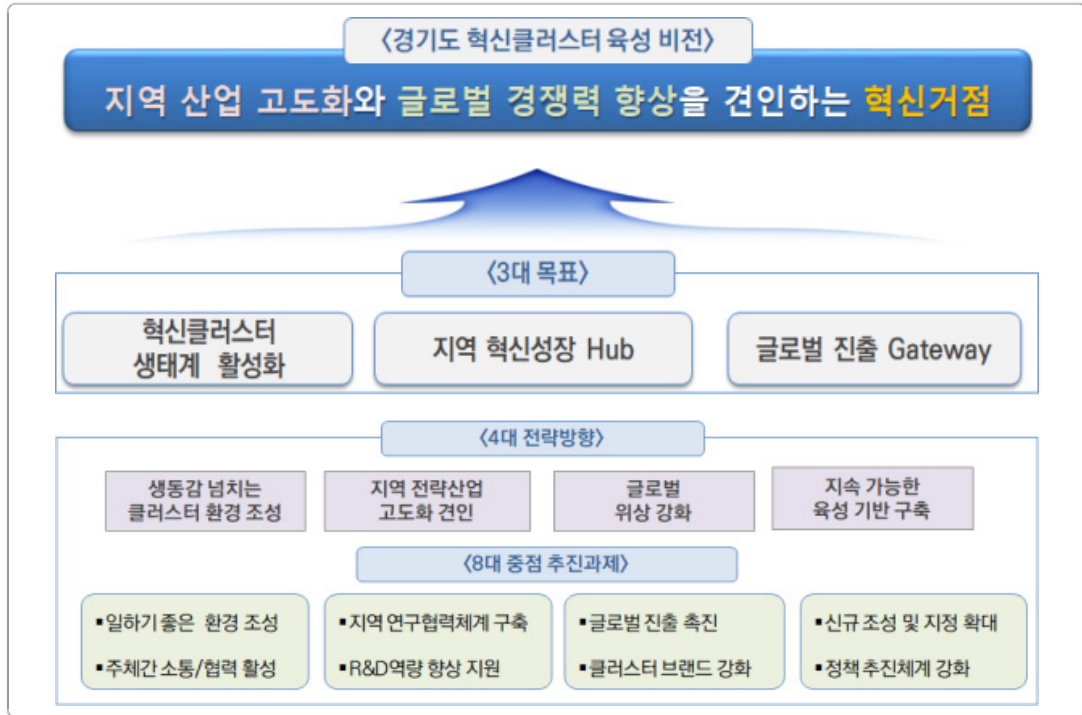 〈경기도 혁신클러스터 육성 비전〉
지역 산업 고도화와 글로벌 경쟁력 향상을 견인하는 혁신거점
〈3대 목표〉
혁신클러스터
생태계 활성화
지역 혁신성장 Hub
글로벌 진출 Gateway
〈4대 전략방향〉
생동감 넘치는
클러스터 환경 조성
지역 전략산업
고도화 견인
글로벌
위상 강화
지속 가능한
육성 기반 구축
〈8대 중점 추진과제〉
▪일하기 좋은 환경 조성
▪주체간 소통/협력 활성
▪지역 연구협력체계 구축
▪R&D역량 향상 지원
▪글로벌 진출 촉진
▪클러스터 브랜드 강화
▪신규 조성 및 지정 확대
▪정책 추진체계 강화